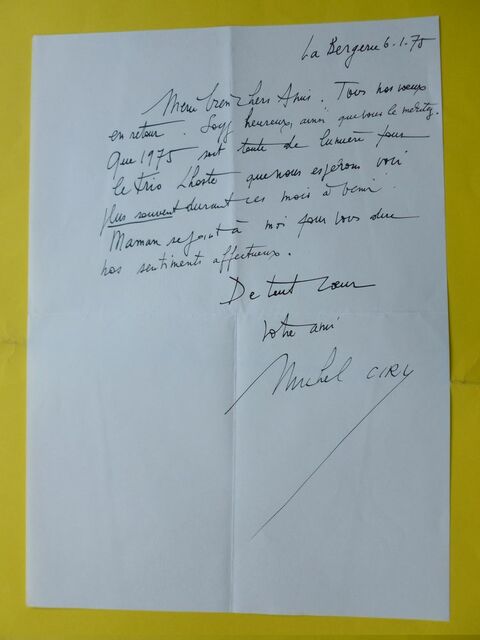 La Bergerie 6.1.75
Merci bien chers Amis. Tous nos voeux
en retour. Soyez heureux, ainsi que vous le méritez.
Que 1975 soit toute de lumière pour
le trio Lhoste que nous espérons voir
plus souvent durant ces mois à venir.
Maman se joint à moi pour vous dire
nos sentiments affectueux.
De tout coeur
Votre ami
Michel CIRY